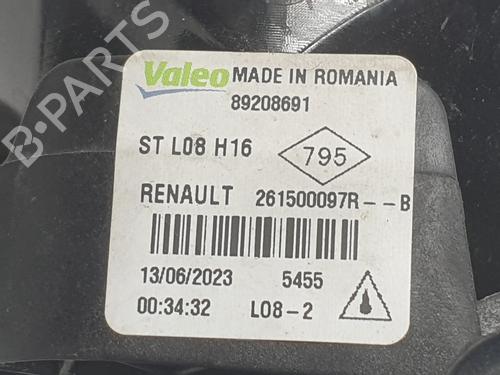 Valeo MADE IN ROMANIA
89208691
ST L08 H16 795
RENAULT 261500097R--B
13/06/2023 5455
00:34:32 L08-2
B-PARTS